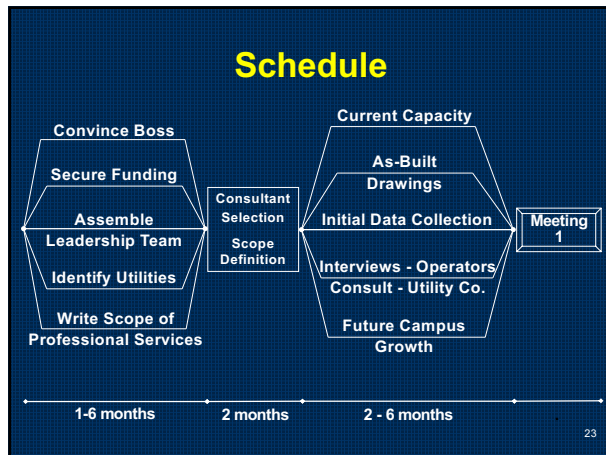 Schedule
Convince Boss
Secure Funding
Assemble
Leadership Team
Identify Utilities
Write Scope of
Professional Services
Consultant
Selection
Scope
Definition
Current Capacity
As-Built
Drawings
Initial Data Collection
Interviews - Operators
Consult - Utility Co.
Future Campus
Growth
Meeting
1
1-6 months
2 months
2 - 6 months
.
23